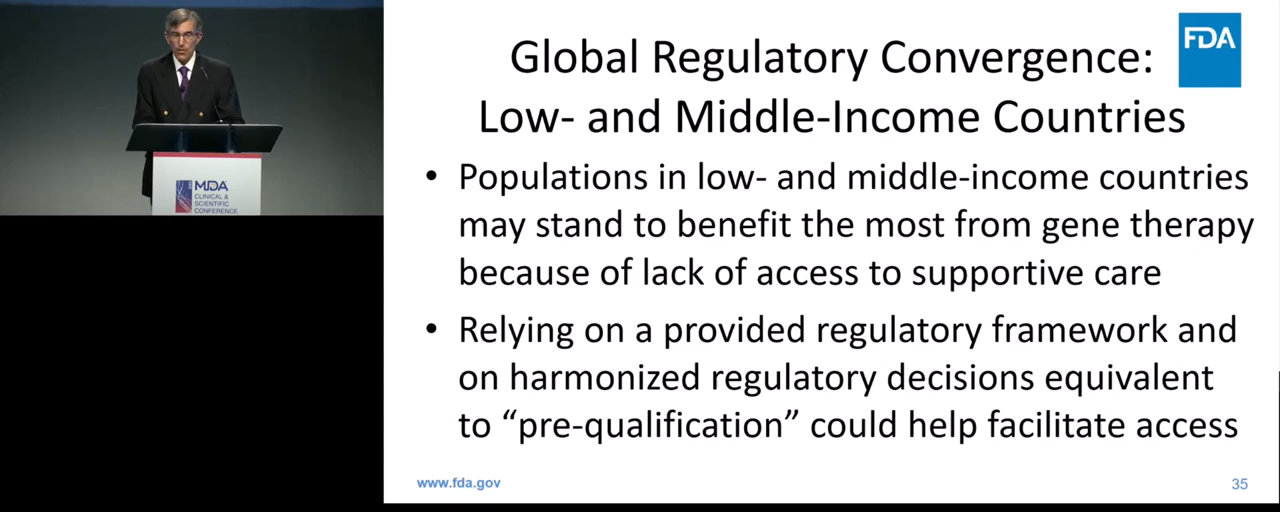 MDA
CLINICAL &
SCIENTIFIC
CONFERENCE
FDA
Global Regulatory Convergence:
Low- and Middle-Income Countries
• Populations in low- and middle-income countries
may stand to benefit the most from gene therapy
because of lack of access to supportive care
• Relying on a provided regulatory framework and
on harmonized regulatory decisions equivalent
to “pre-qualification” could help facilitate access
www.fda.gov
35